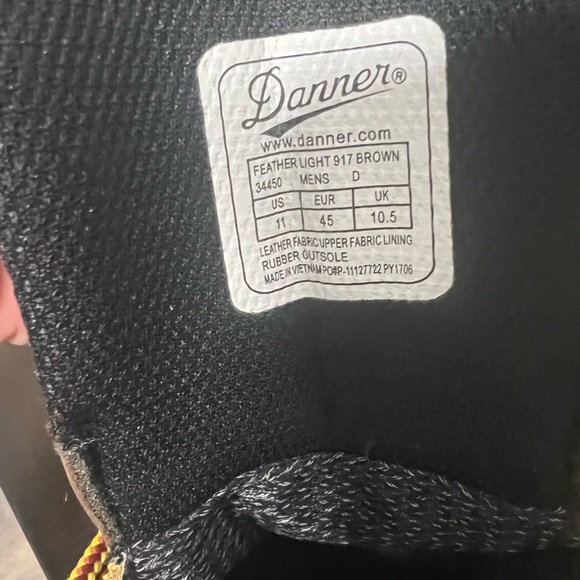 Danner®
www.danner.com
FEATHER LIGHT 917 BROWN
34450 MENS D
US EUR UK
11 45 10.5
LEATHER FABRIC UPPER FABRIC LINING
RUBBER OUTSOLE
MADE IN VIETNAM PO#P-11127722 PY1706